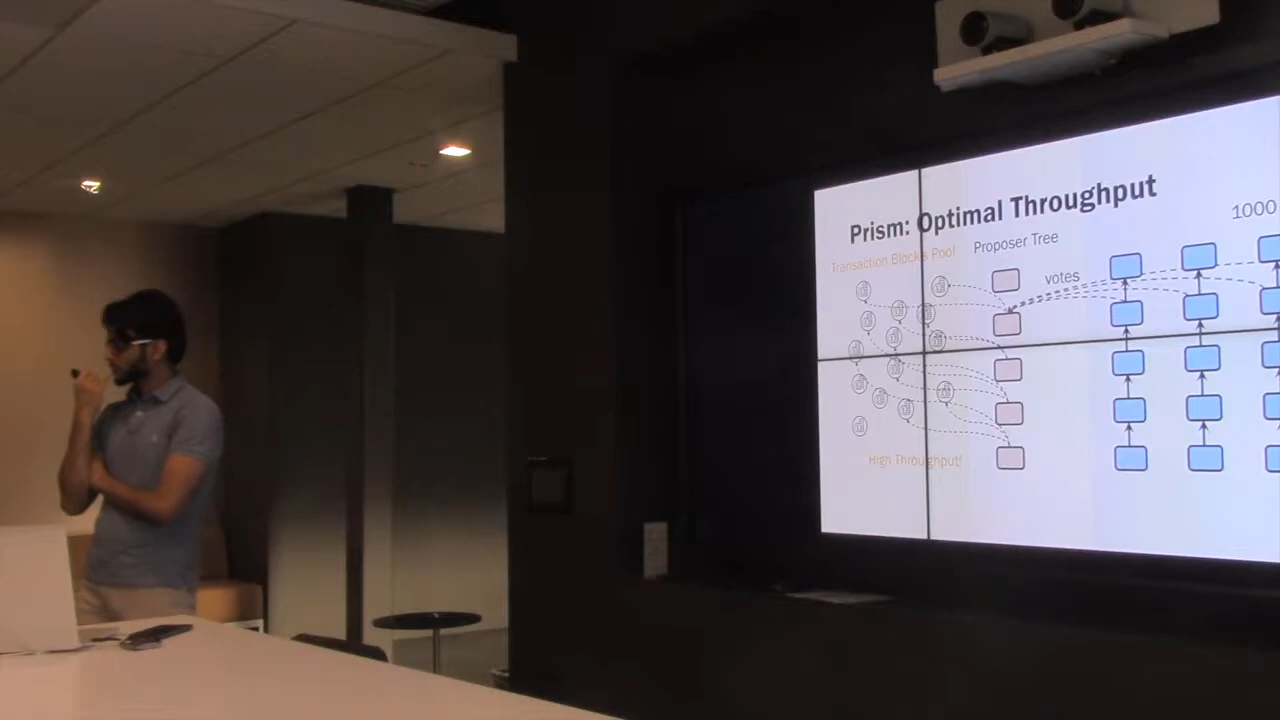 Prism: Optimal Throughput
1000
Transaction Blocks Pool
Proposer Tree
votes
High Throughput!